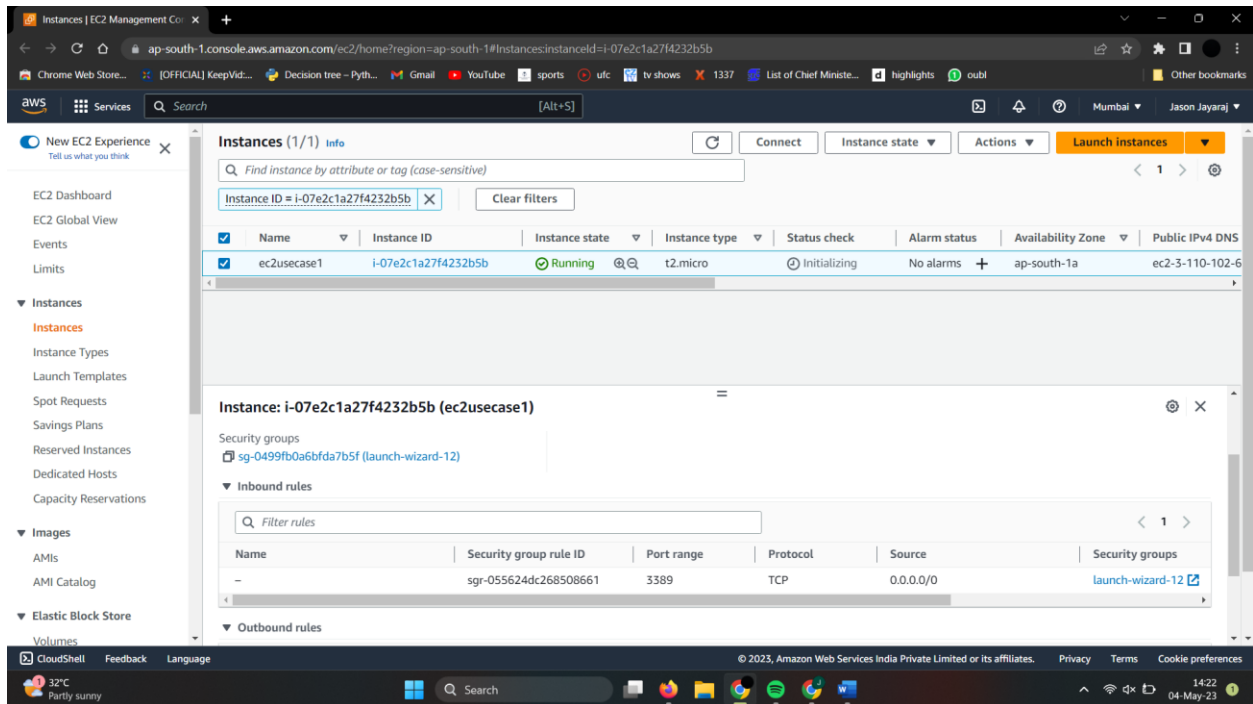 Instances | EC2 Management Co
ap-south-1.console.aws.amazon.com/ec2/home?region=ap-south-1#Instances:instanceId=i-07e2c1a27f4232b5b
Chrome Web Store... [OFFICIAL] KeepVid:... Decision tree – Pyth... Gmail YouTube sports ufc tv shows 1337 List of Chief Ministe... highlights oubl Other bookmarks
aws Services Search [Alt+S] Mumbai Jason Jayaraj
New EC2 Experience
Tell us what you think
EC2 Dashboard
EC2 Global View
Events
Limits
Instances
Instances
Instance Types
Launch Templates
Spot Requests
Savings Plans
Reserved Instances
Dedicated Hosts
Capacity Reservations
Images
AMIs
AMI Catalog
Elastic Block Store
Volumes
Instances (1/1) Info Connect Instance state Actions Launch instances
Find instance by attribute or tag (case-sensitive) 1
Instance ID = i-07e2c1a27f4232b5b Clear filters
Name Instance ID Instance state Instance type Status check Alarm status Availability Zone Public IPv4 DNS
ec2usecase1 i-07e2c1a27f4232b5b Running t2.micro Initializing No alarms + ap-south-1a ec2-3-110-102-6
Instance: i-07e2c1a27f4232b5b (ec2usecase1)
Security groups
sg-0499fb0a6bfda7b5f (launch-wizard-12)
Inbound rules
Filter rules 1
Name Security group rule ID Port range Protocol Source Security groups
– sgr-055624dc268508661 3389 TCP 0.0.0.0/0 launch-wizard-12
Outbound rules
CloudShell Feedback Language © 2023, Amazon Web Services India Private Limited or its affiliates. Privacy Terms Cookie preferences
1 32°C Search 14:22
Partly sunny 04-May-23 1